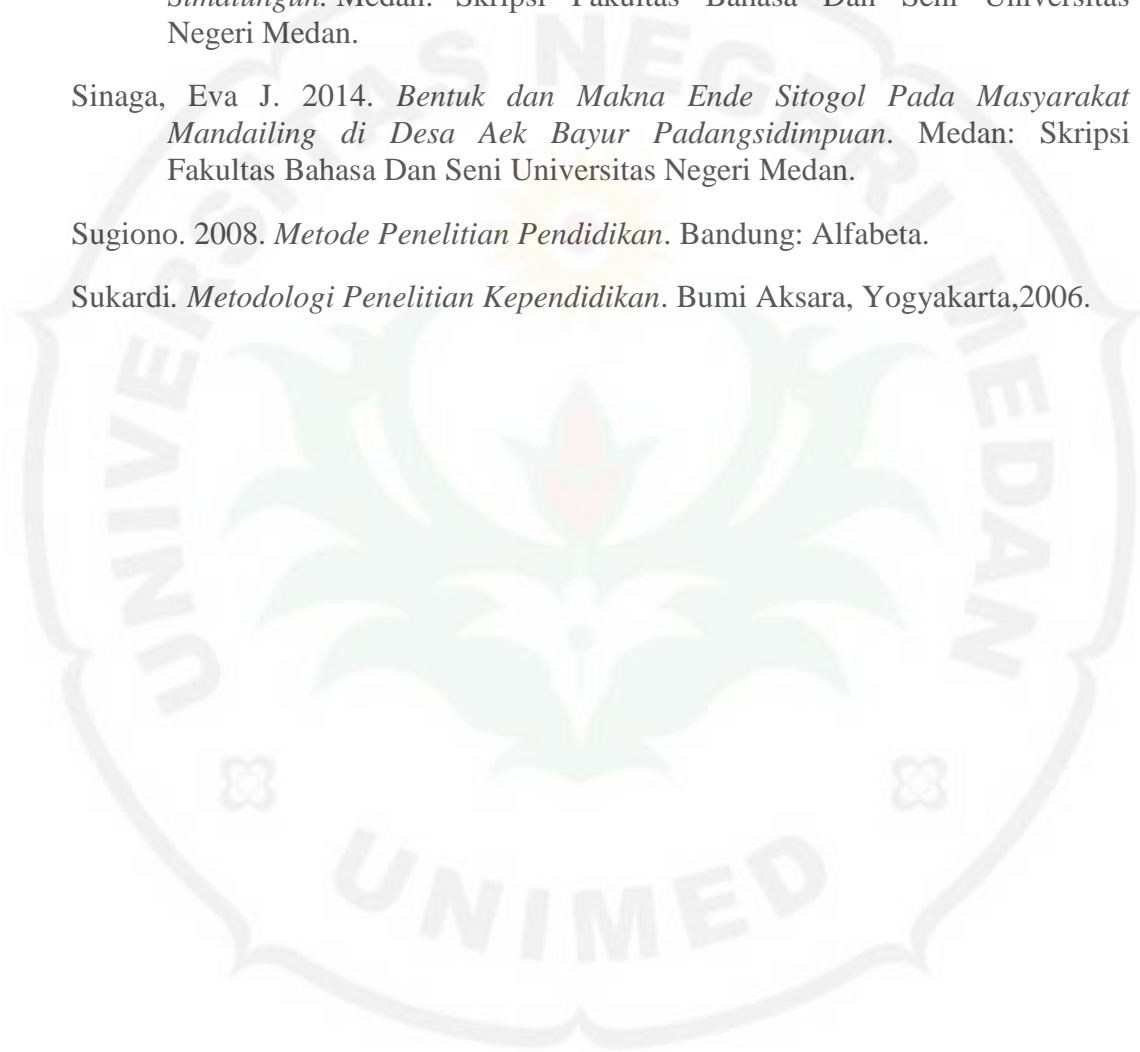 Simalungun. Medan: Skripsi Fakultas Bahasa Dan Seni Universitas
Negeri Medan.
Sinaga, Eva J. 2014. Bentuk dan Makna Ende Sitogol Pada Masyarakat
Mandailing di Desa Aek Bayur Padangsidimpuan. Medan: Skripsi
Fakultas Bahasa Dan Seni Universitas Negeri Medan.
Sugiono. 2008. Metode Penelitian Pendidikan. Bandung: Alfabeta.
Sukardi. Metodologi Penelitian Kependidikan. Bumi Aksara, Yogyakarta,2006.
UNIVERSITAS NEGERI MEDAN
UNIMED